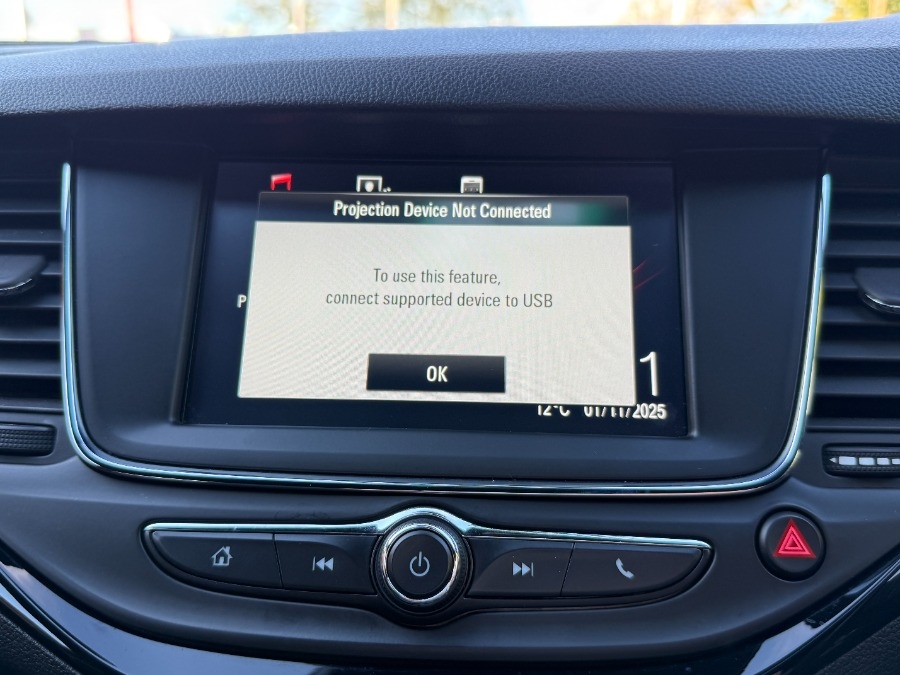 Projection Device Not Connected
To use this feature,
connect supported device to USB
P
OK
1
12°C 01/11/2025